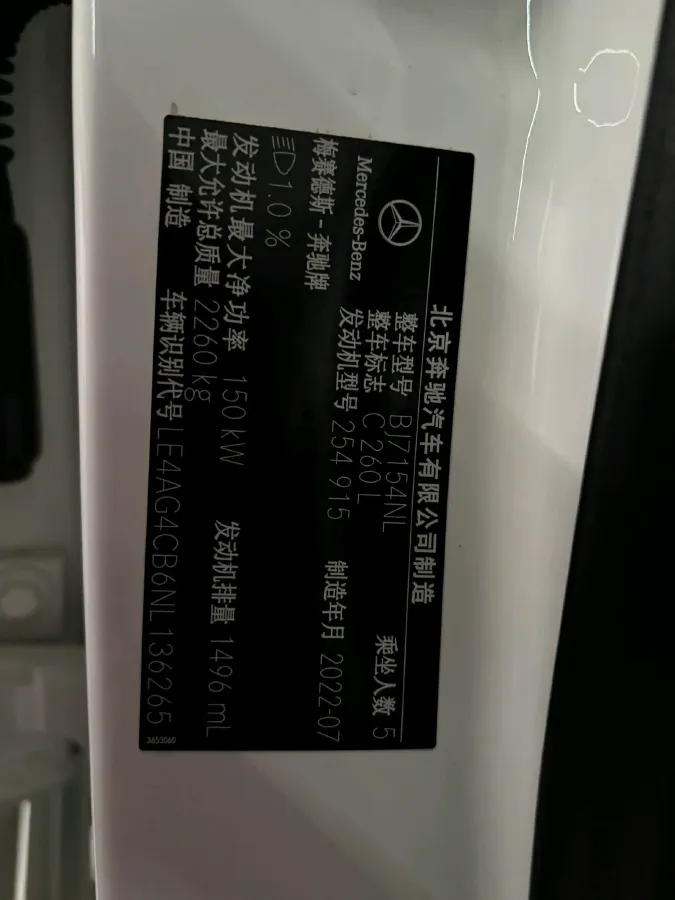 北京奔驰汽车有限公司制造
Mercedes-Benz
梅赛德斯-奔驰牌
整车型号 BJ7154NL
整车标志 C 260 L 乘坐人数 5
发动机型号 254 915 制造年月 2022-07
1.0 %
发动机最大净功率 150 kW 发动机排量 1496 mL
最大允许总质量 2260 kg
中国 制造 车辆识别代号 LE4AG4CB6NL136265
3653060